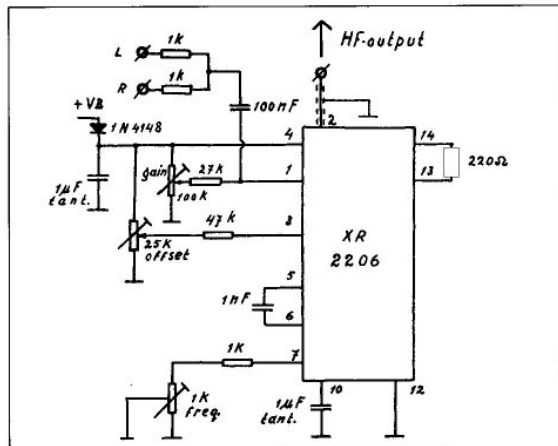 L
1k
R
1k
HF-output
+VB
1N4148
100nF
2
4
14
gain
27k
1
13
220Ω
100k
1µF
tant.
47k
3
25k
offset
XR
2206
5
1nF
6
1k
7
1k
freq.
10
12
1µF
tant.